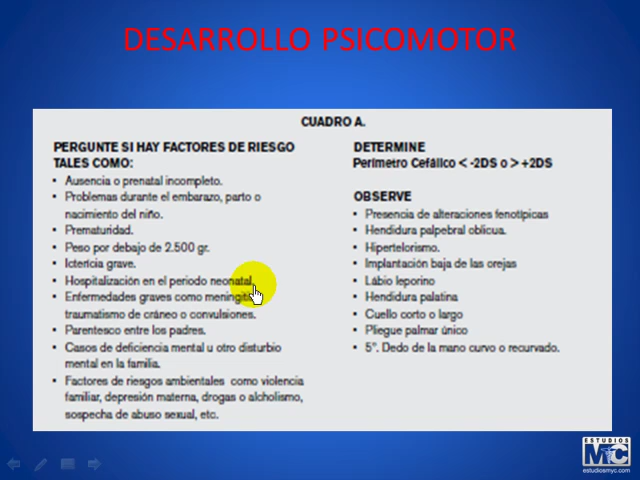 DESARROLLO PSICOMOTOR
CUADRO A.
PERGUNTE SI HAY FACTORES DE RIESGO
TALES COMO:
• Ausencia o prenatal incompleto.
• Problemas durante el embarazo, parto o
nacimiento del niño.
• Prematuridad.
• Peso por debajo de 2.500 gr.
• Ictericia grave.
• Hospitalización en el periodo neonatal.
• Enfermedades graves como meningitis
traumatismo de cráneo o convulsiones.
• Parentesco entre los padres.
• Casos de deficiencia mental u otro disturbio
mental en la familia.
• Factores de riesgos ambientales como violencia
familiar, depresión materna, drogas o alcholismo,
sospecha de abuso sexual, etc.
DETERMINE
Perímetro Cefálico < -2DS o > +2DS
OBSERVE
• Presencia de alteraciones fenotípicas
• Hendidura palpebral oblicua.
• Hipertelorismo.
• Implantación baja de las orejas
• Lábio leporino
• Hendidura palatina
• Cuello corto o largo
• Pliegue palmar único
• 5°. Dedo de la mano curvo o recurvado.
ESTUDIOS
MyC
estudiosmyc.com